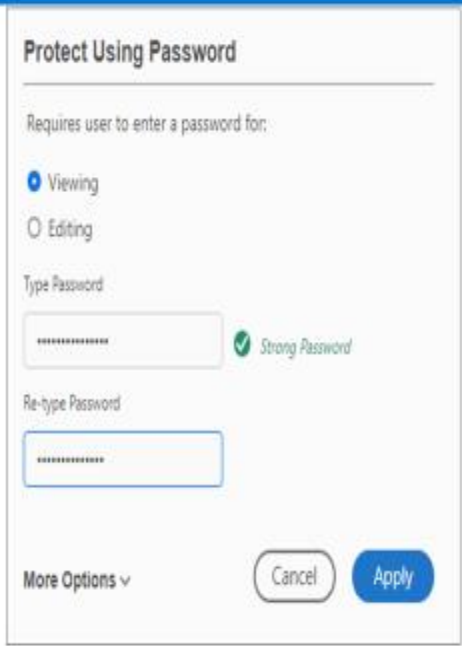 Protect Using Password
Requires user to enter a password for:
Viewing
Editing
Type Password
•••••••••••••••
Strong Password
Re-type Password
••••••••••••••
More Options
Cancel
Apply